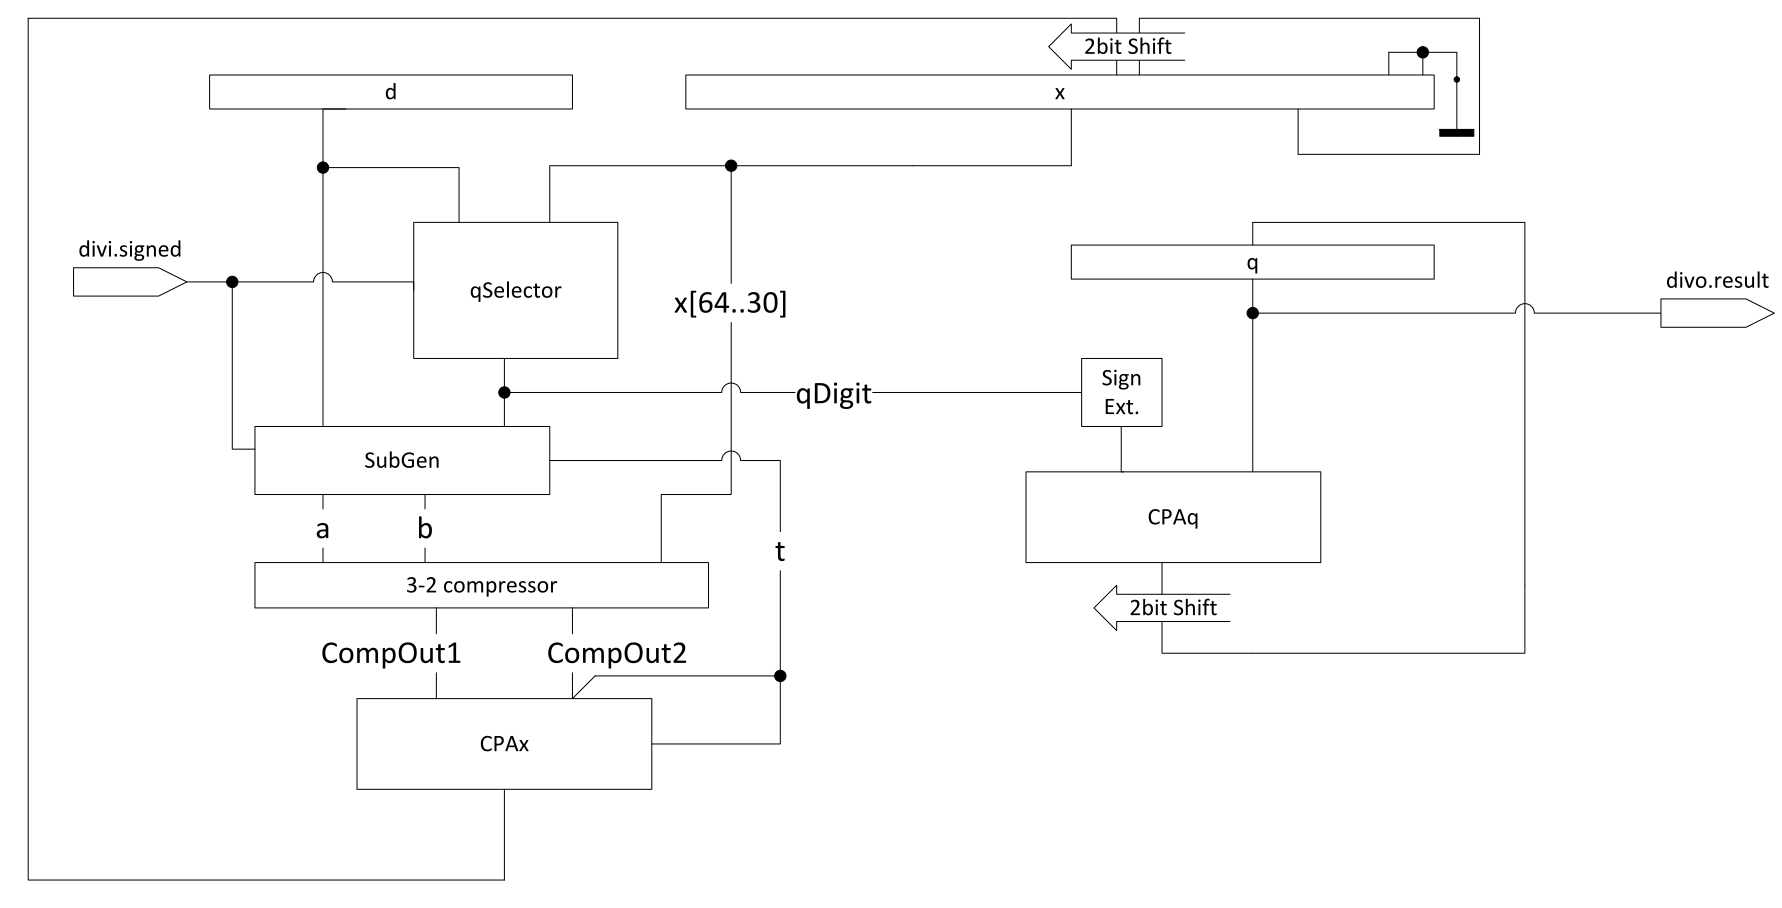 2bit Shift
d
x
divi.signed
q
divo.result
qSelector
x[64..30]
Sign
Ext.
qDigit
SubGen
a
b
CPAq
t
3-2 compressor
2bit Shift
CompOut1
CompOut2
CPAx